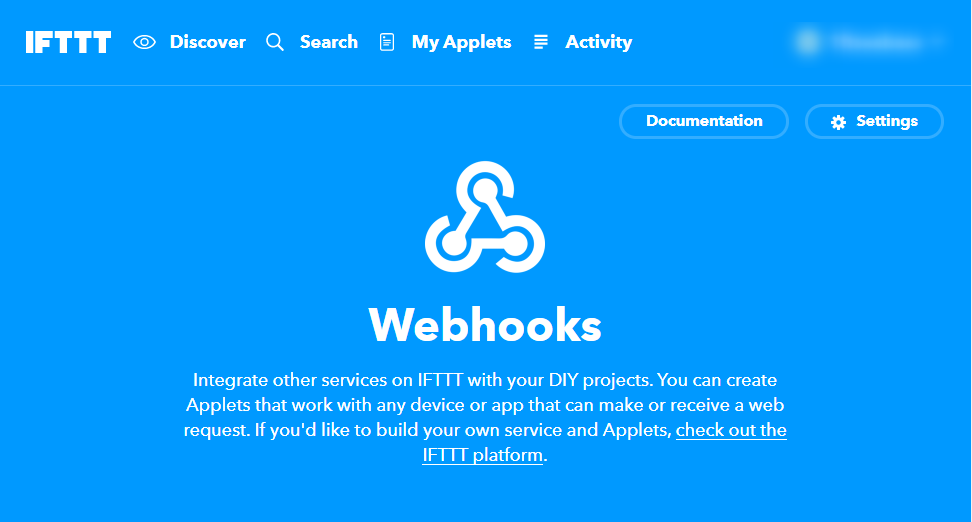 IFTTT Discover Search My Applets Activity
Documentation Settings
Webhooks
Integrate other services on IFTTT with your DIY projects. You can create
Applets that work with any device or app that can make or receive a web
request. If you'd like to build your own service and Applets, check out the
IFTTT platform.